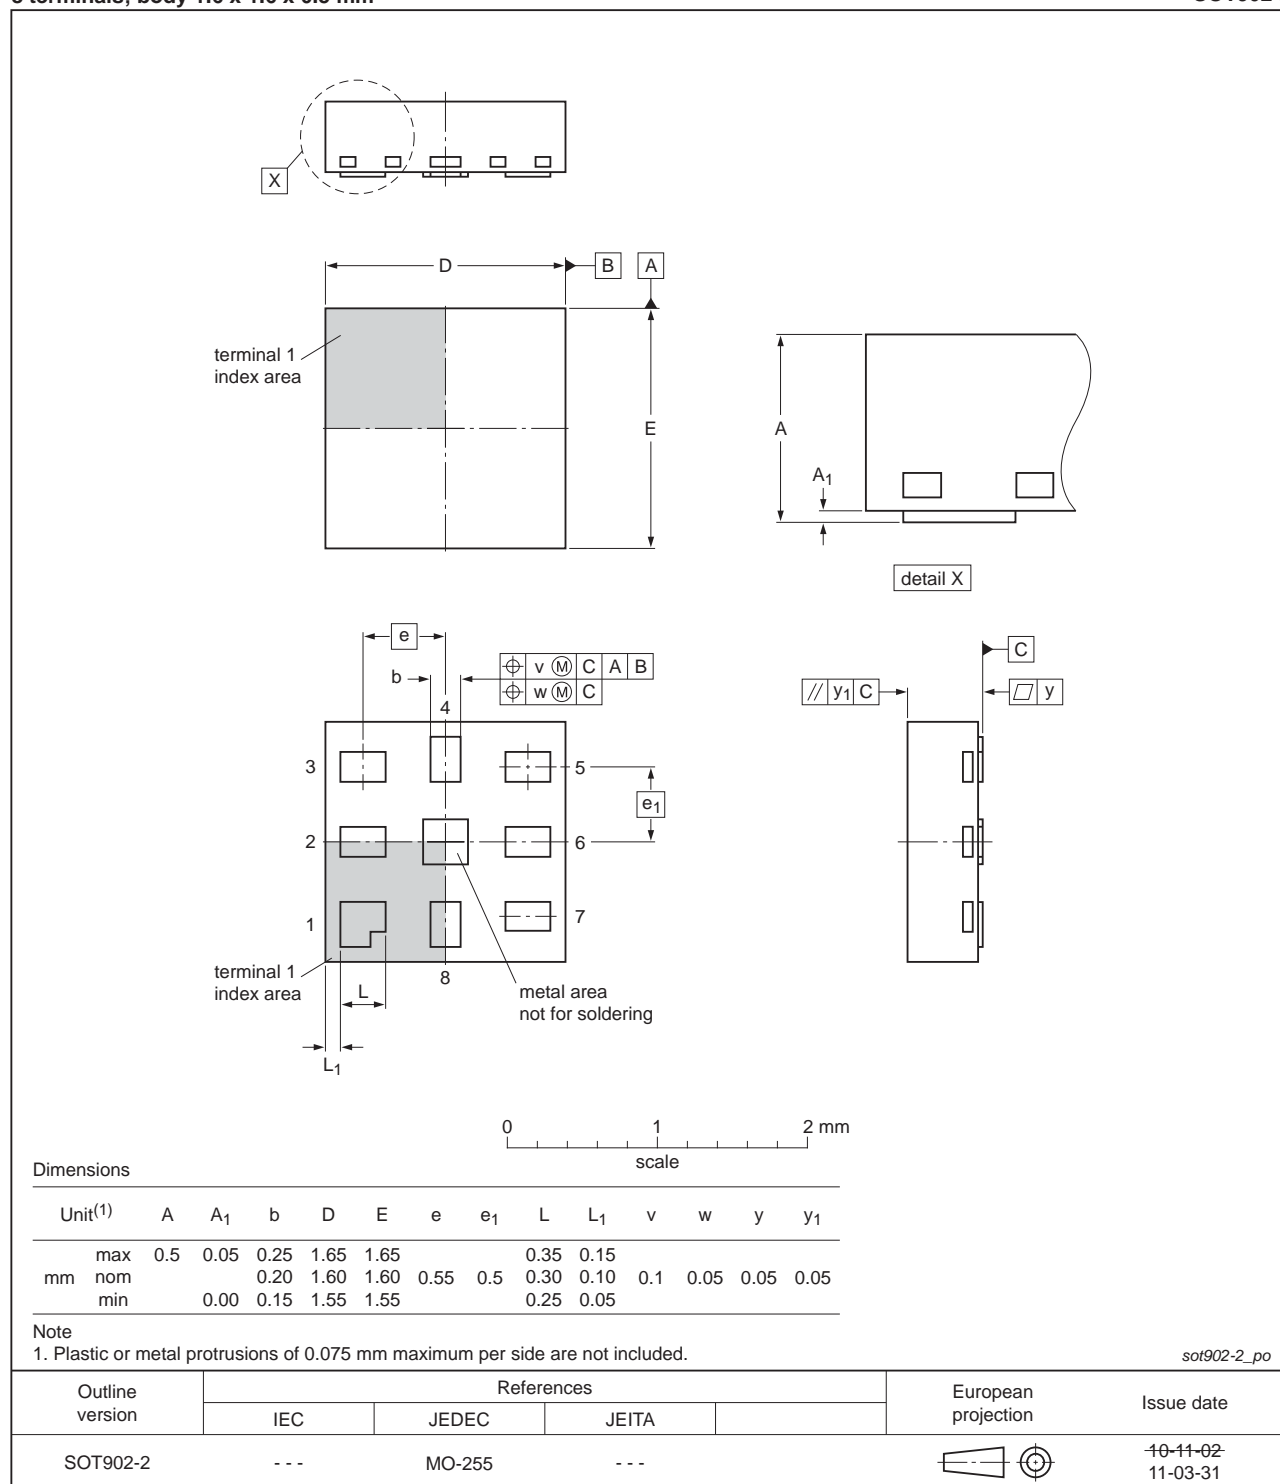 X
D
B
A
terminal 1
index area
E
A
A1
detail X
e
b
v M C A B
w M C
C
// y1 C
y
4
3
5
e1
2
6
1
7
terminal 1
index area
L
8
metal area
not for soldering
L1
0 1 2 mm
scale
Dimensions
Unit(1) A A1 b D E e e1 L L1 v w y y1
max 0.5 0.05 0.25 1.65 1.65 0.35 0.15
mm nom 0.20 1.60 1.60 0.55 0.5 0.30 0.10 0.1 0.05 0.05 0.05
min 0.00 0.15 1.55 1.55 0.25 0.05
Note
1. Plastic or metal protrusions of 0.075 mm maximum per side are not included.
sot902-2_po
Outline
version
References
European
projection
Issue date
IEC JEDEC JEITA
SOT902-2 - - - MO-255 - - -
10-11-02
11-03-31